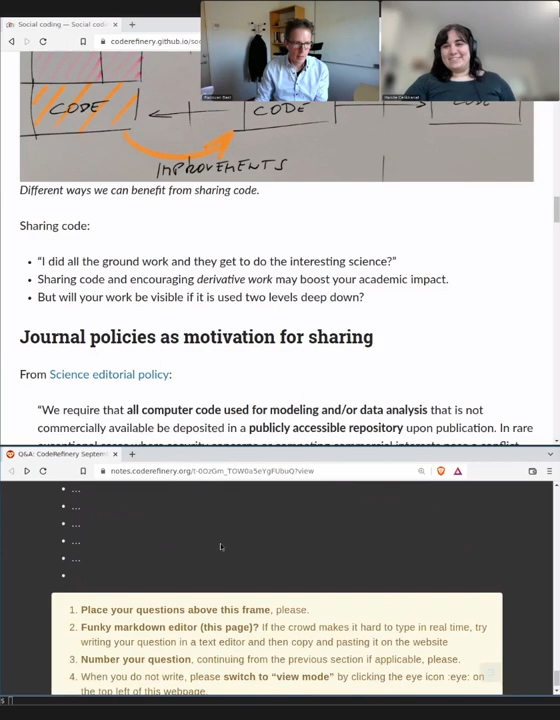 Social coding — Social codi
coderefinery.github.io/so
CODE
CODE
IMPROVEMENTS
Different ways we can benefit from sharing code.
Sharing code:
• “I did all the ground work and they get to do the interesting science?”
• Sharing code and encouraging derivative work may boost your academic impact.
• But will your work be visible if it is used two levels deep down?
Journal policies as motivation for sharing
From Science editorial policy:
“We require that all computer code used for modeling and/or data analysis that is not
commercially available be deposited in a publicly accessible repository upon publication. In rare
Q&A: CodeRefinery Septem
notes.coderefinery.org/t-0OzGm_TOW0a5eYgFUbuQ?view
• ...
• ...
• ...
• ...
• ...
1. Place your questions above this frame, please.
2. Funky markdown editor (this page)? If the crowd makes it hard to type in real time, try
writing your question in a text editor and then copy and pasting it on the website
3. Number your question, continuing from the previous section if applicable, please.
4. When you do not write, please switch to “view mode” by clicking the eye icon :eye: on
the top left of this webpage.
$